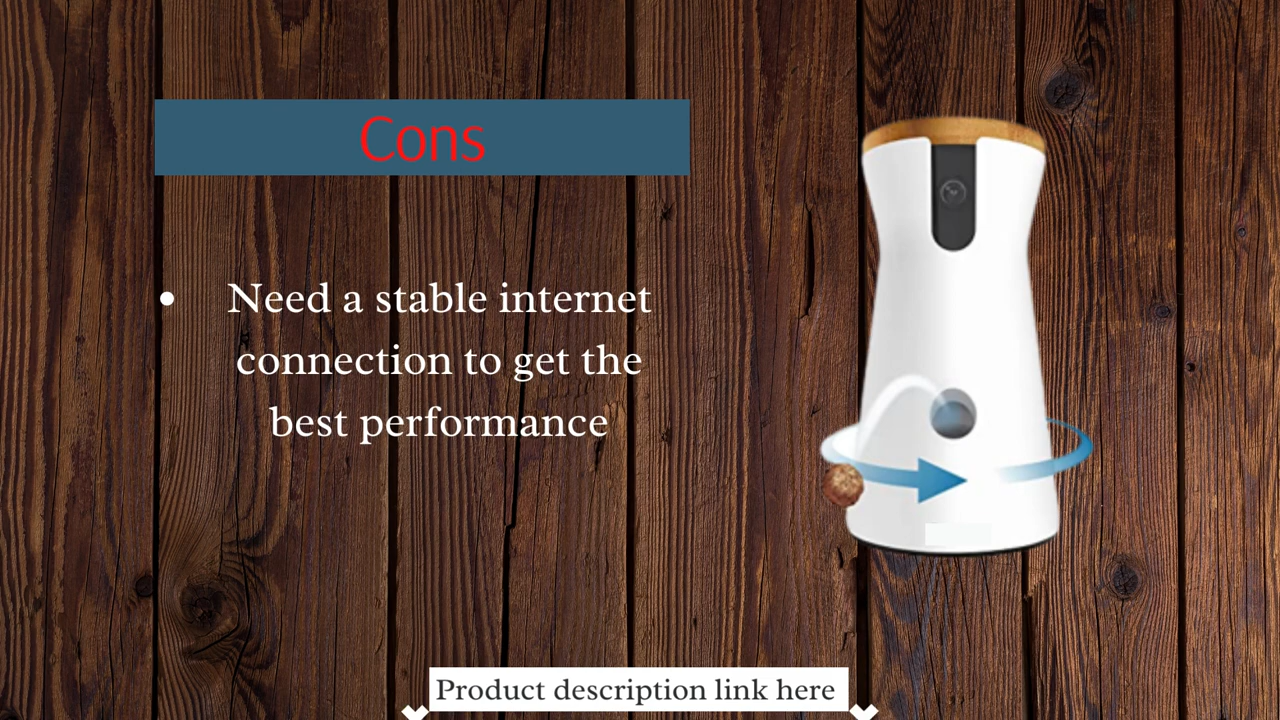 Cons
• Need a stable internet
connection to get the
best performance
Product description link here